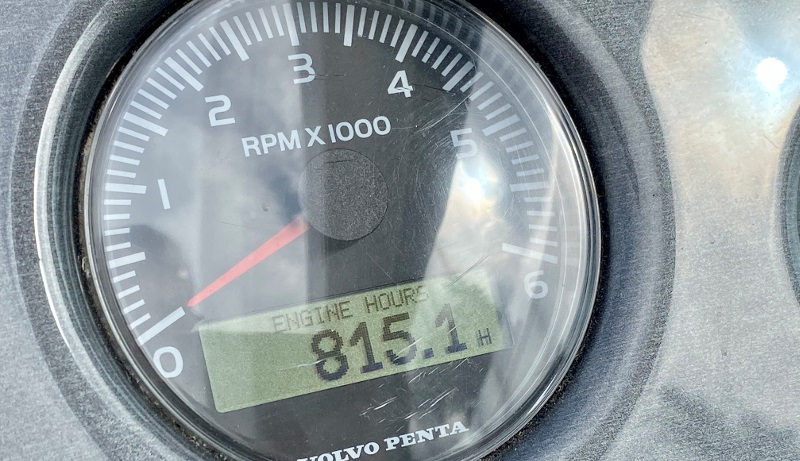 0
1
2
3
4
5
6
RPM X 1000
ENGINE HOURS
815.1 H
VOLVO PENTA